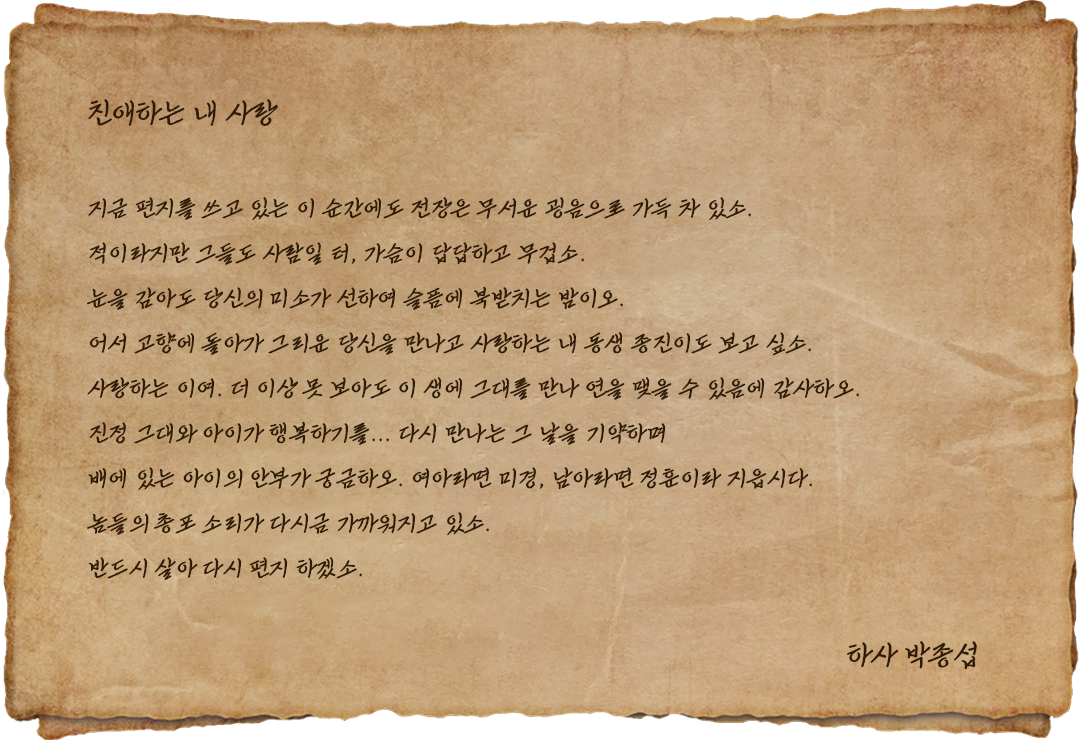 친애하는 내 사랑
지금 편지를 쓰고 있는 이 순간에도 전장은 무서운 굉음으로 가득 차 있소.
적이라지만 그들도 사람일 터, 가슴이 답답하고 무겁소.
눈을 감아도 당신의 미소가 선하여 슬픔에 북받치는 밤이오.
어서 고향에 돌아가 그리운 당신을 만나고 사랑하는 내 동생 종진이도 보고 싶소.
사랑하는 이여. 더 이상 못 보아도 이 생에 그대를 만나 연을 맺을 수 있음에 감사하오.
진정 그대와 아이가 행복하기를... 다시 만나는 그 날을 기약하며
배에 있는 아이의 안부가 궁금하오. 여아라면 미경, 남아라면 정훈이라 지읍시다.
놈들의 총포 소리가 다시금 가까워지고 있소.
반드시 살아 다시 편지 하겠소.
하사 박종섭